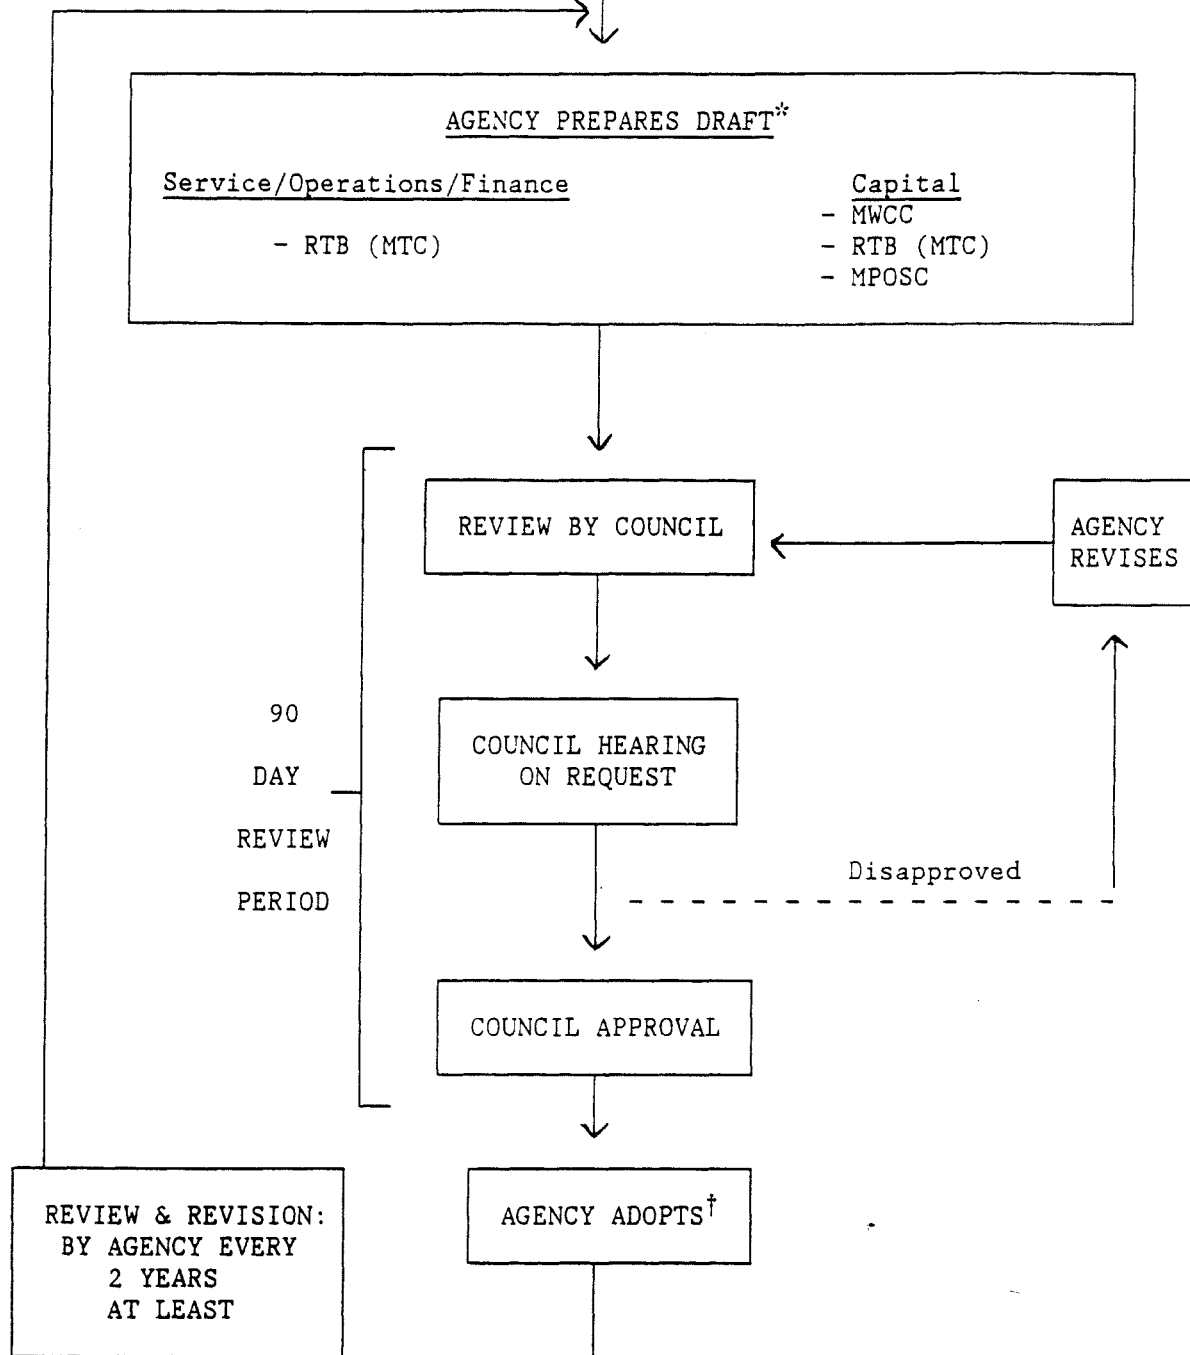 AGENCY PREPARES DRAFT*
Service/Operations/Finance
- RTB (MTC)
Capital
- MWCC
- RTB (MTC)
- MPOSC
REVIEW BY COUNCIL
AGENCY
REVISES
90
DAY
REVIEW
PERIOD
COUNCIL HEARING
ON REQUEST
Disapproved
COUNCIL APPROVAL
AGENCY ADOPTS†
REVIEW & REVISION:
BY AGENCY EVERY
2 YEARS
AT LEAST